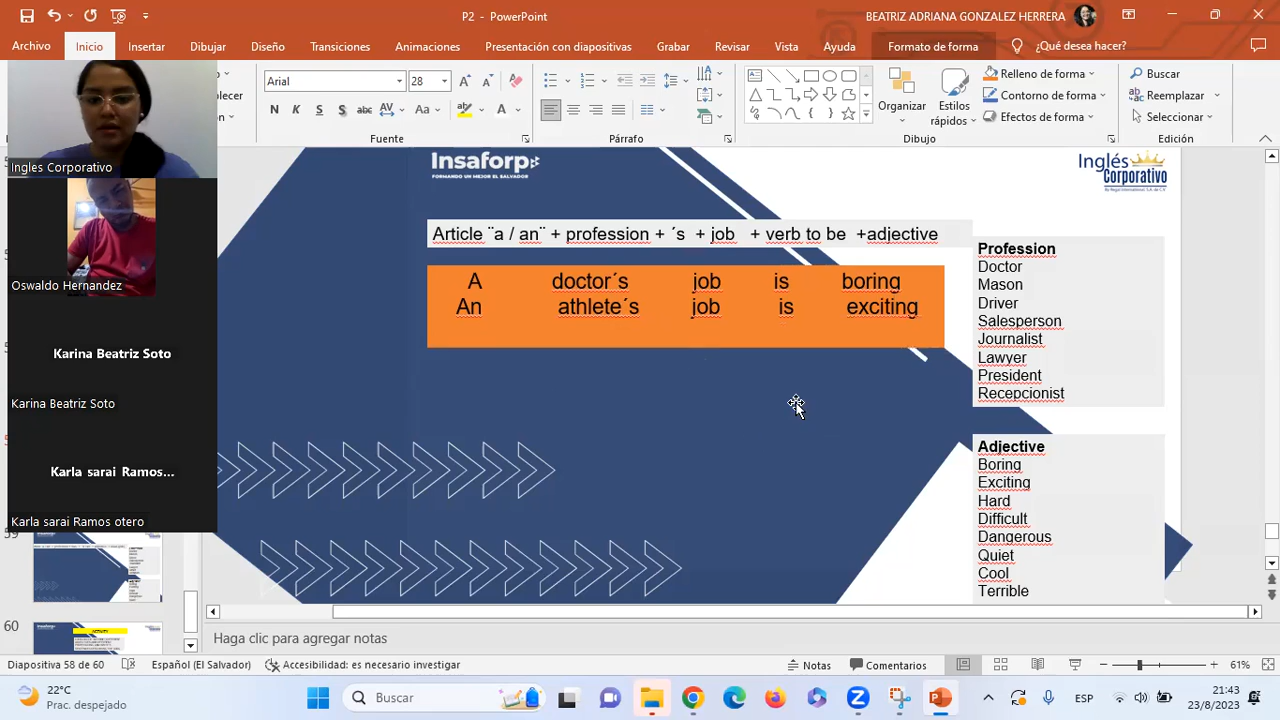 P2 - PowerPoint
BEATRIZ ADRIANA GONZALEZ HERRERA
Archivo Inicio Insertar Dibujar Diseño Transiciones Animaciones Presentación con diapositivas Grabar Revisar Vista Ayuda Formato de forma ¿Qué desea hacer?
Arial 28
Relleno de forma
Contorno de forma
Efectos de forma
Organizar
Estilos
rápidos
Buscar
Reemplazar
Seleccionar
N K S S abc AV Aa A
Fuente Párrafo Dibujo Edición
ablecer
Ingles Corporativo
Oswaldo Hernandez
Karina Beatriz Soto
Karina Beatriz Soto
Karla sarai Ramos...
Karla sarai Ramos otero
Insaforp
FORMANDO UN MEJOR EL SALVADOR
Inglés
Corporativo
Article ¨a / an¨ + profession + ´s + job + verb to be +adjective
A doctor´s job is boring
An athlete´s job is exciting
Profession
Doctor
Mason
Driver
Salesperson
Journalist
Lawyer
President
Recepcionist
Adjective
Boring
Exciting
Hard
Difficult
Dangerous
Quiet
Cool
Terrible
59
60
Haga clic para agregar notas
Diapositiva 58 de 60 Español (El Salvador) Accesibilidad: es necesario investigar Notas Comentarios 61%
22°C
Prac. despejado
Buscar
ESP
21:43
23/8/2023